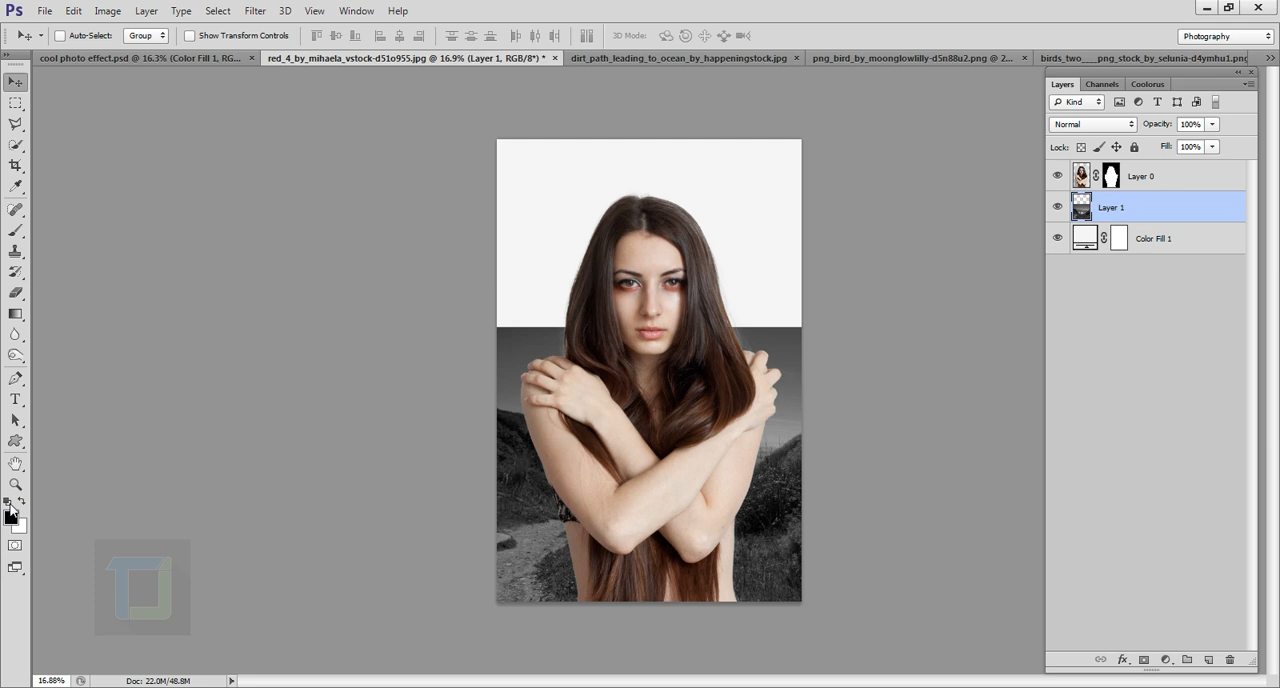 Ps File Edit Image Layer Type Select Filter 3D View Window Help
Auto-Select: Group Show Transform Controls 3D Mode: Photography
cool photo effect.psd @ 16.3% (Color Fill 1, RG... × red_4_by_mihaela_vstock-d51o955.jpg @ 16.9% (Layer 1, RGB/8*) * × dirt_path_leading_to_ocean_by_happeningstock.jpg × png_bird_by_moonglowlilly-d5n88u2.png @ 2... × birds_two____png_stock_by_selunia-d4ymhu1.png
Layers Channels Coolorus
Kind
Normal Opacity: 100%
Lock: Fill: 100%
Layer 0
Layer 1
Color Fill 1
TJ
16.88% Doc: 22.0M/48.8M